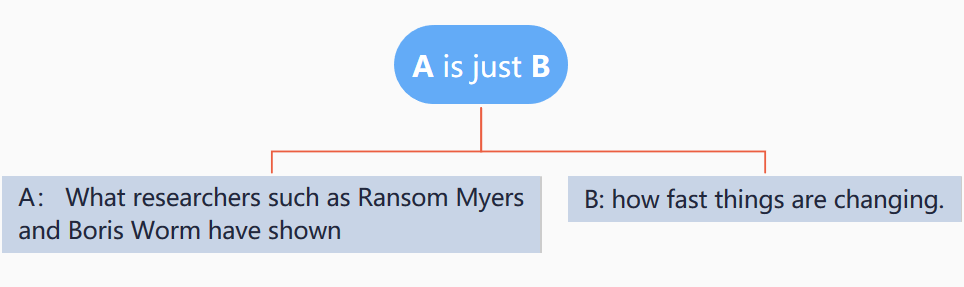 A is just B
A： What researchers such as Ransom Myers
and Boris Worm have shown
B: how fast things are changing.